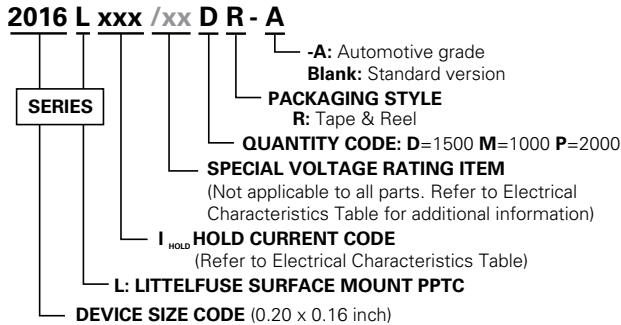 2016 L xxx /xx D R - A
-A: Automotive grade
Blank: Standard version
SERIES
PACKAGING STYLE
R: Tape & Reel
QUANTITY CODE: D=1500 M=1000 P=2000
SPECIAL VOLTAGE RATING ITEM
(Not applicable to all parts. Refer to Electrical
Characteristics Table for additional information)
I HOLD HOLD CURRENT CODE
(Refer to Electrical Characteristics Table)
L: LITTELFUSE SURFACE MOUNT PPTC
DEVICE SIZE CODE (0.20 x 0.16 inch)